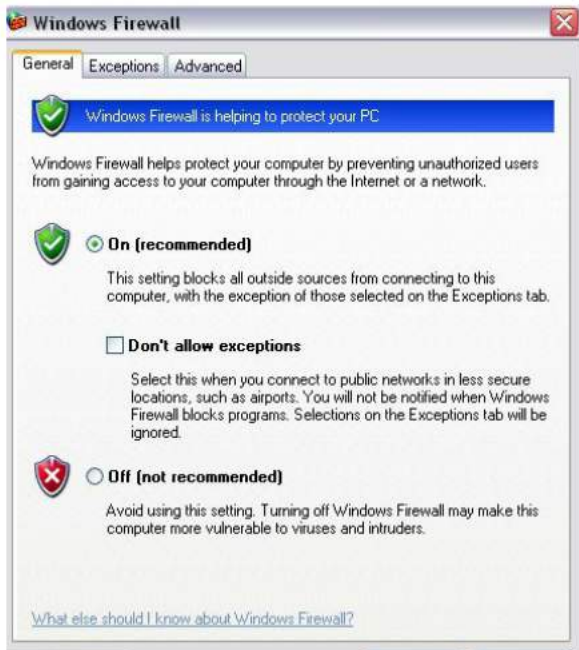 Windows Firewall
General Exceptions Advanced
Windows Firewall is helping to protect your PC
Windows Firewall helps protect your computer by preventing unauthorized users
from gaining access to your computer through the Internet or a network.
On (recommended)
This setting blocks all outside sources from connecting to this
computer, with the exception of those selected on the Exceptions tab.
Don't allow exceptions
Select this when you connect to public networks in less secure
locations, such as airports. You will not be notified when Windows
Firewall blocks programs. Selections on the Exceptions tab will be
ignored.
Off (not recommended)
Avoid using this setting. Turning off Windows Firewall may make this
computer more vulnerable to viruses and intruders.
What else should I know about Windows Firewall?